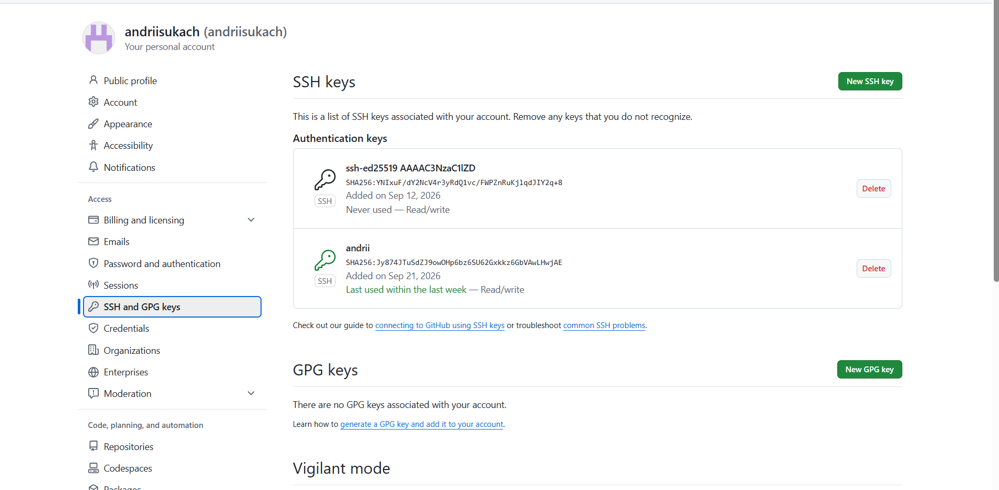 andriisukach (andriisukach)
Your personal account
Public profile
Account
Appearance
Accessibility
Notifications
Access
Billing and licensing
Emails
Password and authentication
Sessions
SSH and GPG keys
Credentials
Organizations
Enterprises
Moderation
Code, planning, and automation
Repositories
Codespaces
Packages
SSH keys
New SSH key
This is a list of SSH keys associated with your account. Remove any keys that you do not recognize.
Authentication keys
ssh-ed25519 AAAAC3NzaC1lZD
SHA256:YNIxuF/dY2NcV4r3yRdQ1vc/FWPZnRuKjlqdJIY2q+8
Added on Sep 12, 2026
Never used — Read/write
SSH
Delete
andrii
SHA256:Jy874JTuSdZJ9owOHp6bz6SU62Gxkkz6GbVAwLHwjAE
Added on Sep 21, 2026
Last used within the last week — Read/write
SSH
Delete
Check out our guide to connecting to GitHub using SSH keys or troubleshoot common SSH problems.
GPG keys
New GPG key
There are no GPG keys associated with your account.
Learn how to generate a GPG key and add it to your account.
Vigilant mode